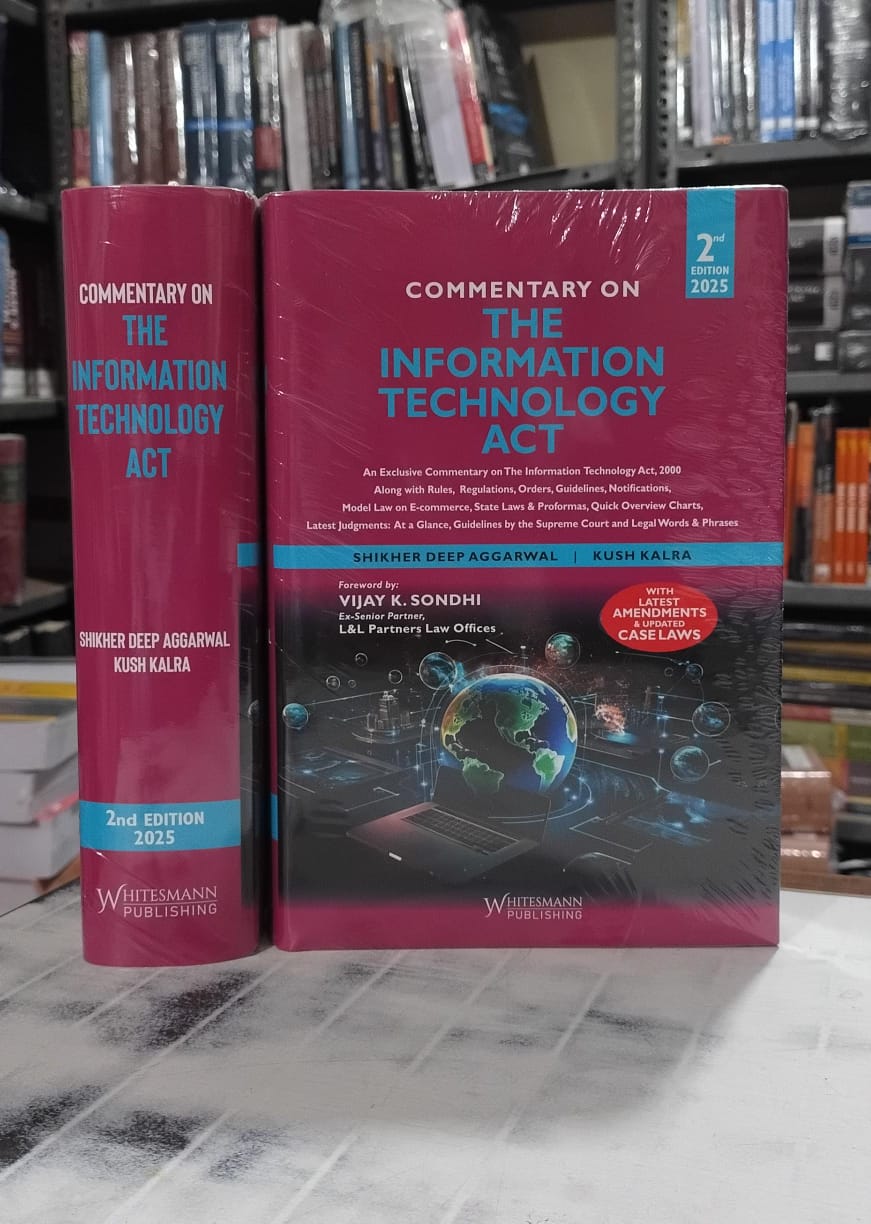 COMMENTARY ON
THE
INFORMATION
TECHNOLOGY
ACT
SHIKHER DEEP AGGARWAL
KUSH KALRA
2nd EDITION
2025
WHITESMANN
PUBLISHING
2nd
EDITION
2025
COMMENTARY ON
THE
INFORMATION
TECHNOLOGY
ACT
An Exclusive Commentary on The Information Technology Act, 2000
Along with Rules, Regulations, Orders, Guidelines, Notifications,
Model Law on E-commerce, State Laws & Proformas, Quick Overview Charts,
Latest Judgments: At a Glance, Guidelines by the Supreme Court and Legal Words & Phrases
SHIKHER DEEP AGGARWAL | KUSH KALRA
Foreword by:
VIJAY K. SONDHI
Ex-Senior Partner,
L&L Partners Law Offices
WITH
LATEST
AMENDMENTS
& UPDATED
CASE LAWS
WHITESMANN
PUBLISHING